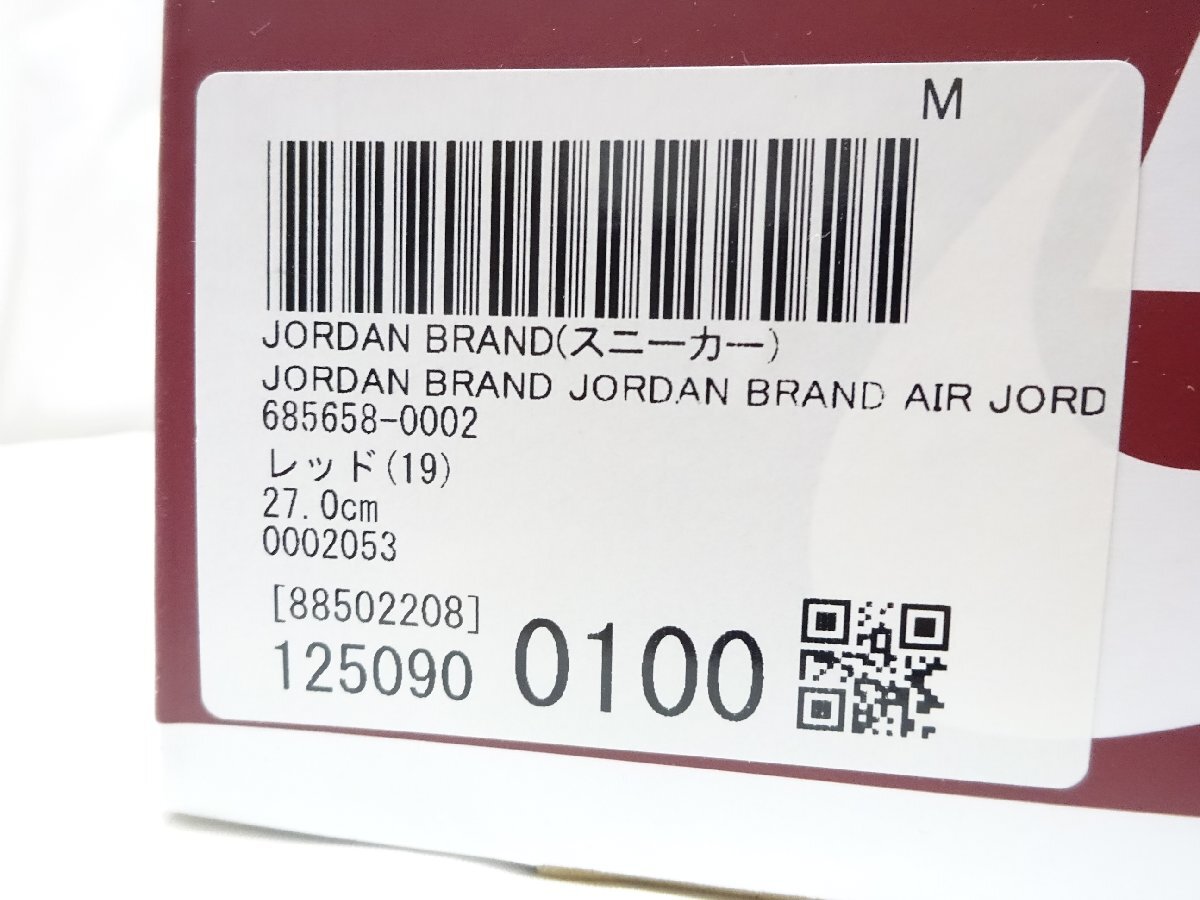 M
JORDAN BRAND(スニーカー)
JORDAN BRAND JORDAN BRAND AIR JORD
685658-0002
レッド(19)
27.0cm
0002053
[88502208]
125090 0100